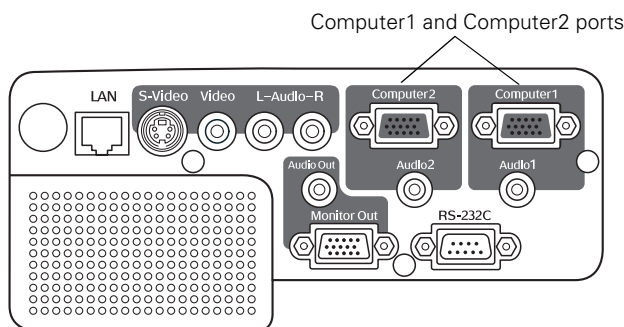 Computer1 and Computer2 ports
LAN S-Video Video L-Audio-R Computer2 Computer1
Audio Out Audio2 Audio1
Monitor Out RS-232C